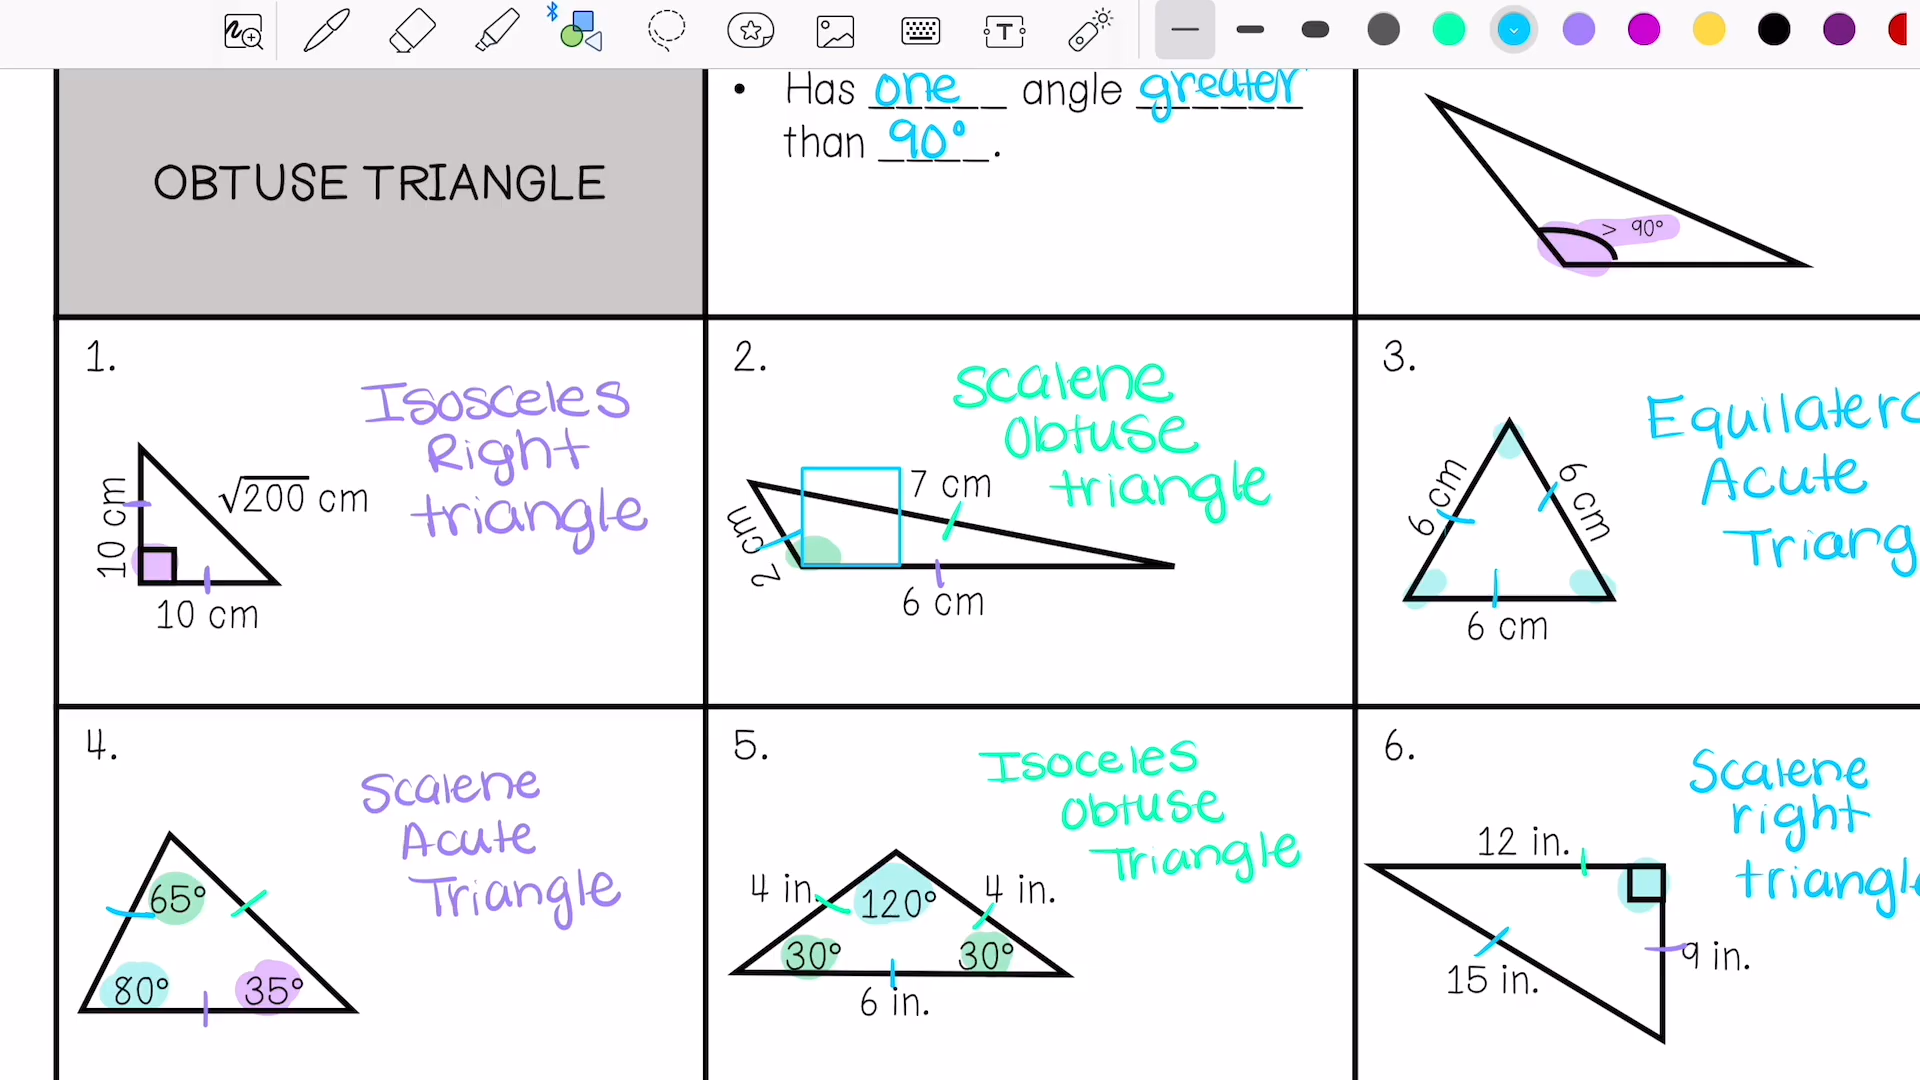 T
• Has one angle greater
than 90°.
OBTUSE TRIANGLE
> 90°
1.
Isosceles
Right
triangle
10 cm
√200 cm
10 cm
2.
Scalene
Obtuse
triangle
7 cm
2 cm
6 cm
3.
Equilatera
Acute
Triang
6 cm
6 cm
6 cm
4.
Scalene
Acute
Triangle
65°
80°
35°
5.
Isoceles
Obtuse
Triangle
4 in.
120°
4 in.
30°
30°
6 in.
6.
Scalene
right
triangle
12 in.
9 in.
15 in.